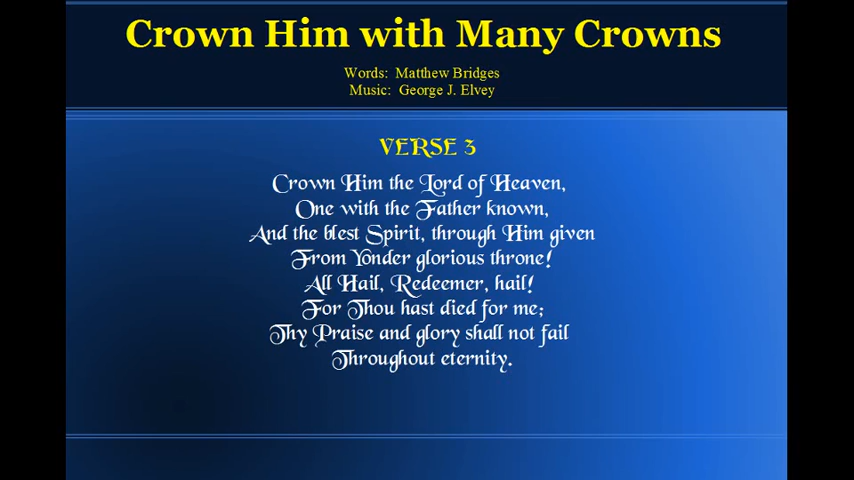 Crown Him with Many Crowns
Words: Matthew Bridges
Music: George J. Elvey
VERSE 3
Crown Him the Lord of Heaven,
One with the Father known,
And the blest Spirit, through Him given
From Yonder glorious throne!
All Hail, Redeemer, hail!
For Thou hast died for me;
Thy Praise and glory shall not fail
Throughout eternity.